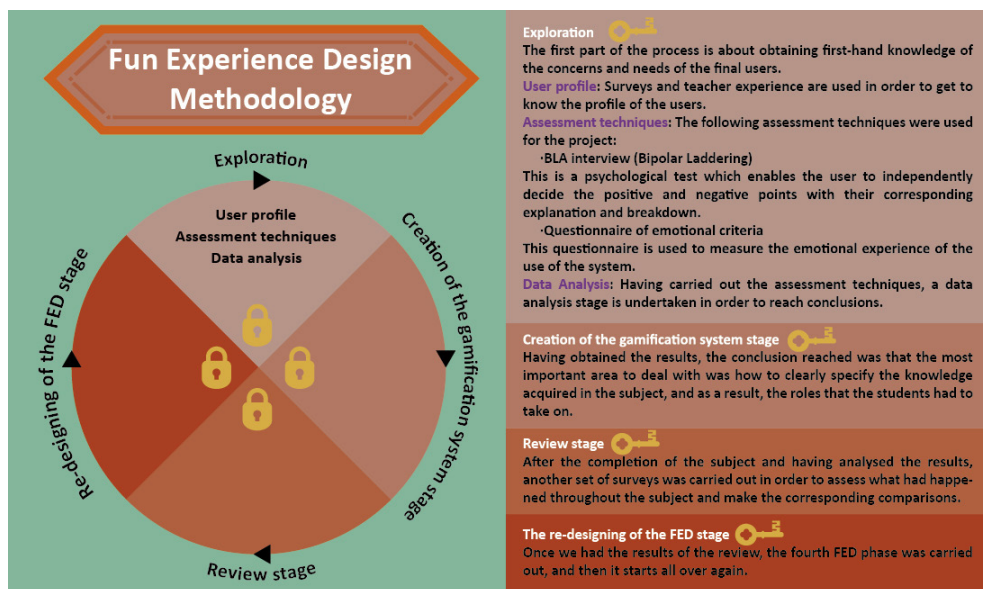 Fun Experience Design
Methodology
Exploration
User profile
Assessment techniques
Data analysis
Creation of the gamification system stage
Review stage
Re-designing of the FED stage
Exploration
The first part of the process is about obtaining first-hand knowledge of
the concerns and needs of the final users.
User profile: Surveys and teacher experience are used in order to get to
know the profile of the users.
Assessment techniques: The following assessment techniques were used
for the project:
·BLA interview (Bipolar Laddering)
This is a psychological test which enables the user to independently
decide the positive and negative points with their corresponding
explanation and breakdown.
·Questionnaire of emotional criteria
This questionnaire is used to measure the emotional experience of the
use of the system.
Data Analysis: Having carried out the assessment techniques, a data
analysis stage is undertaken in order to reach conclusions.
Creation of the gamification system stage
Having obtained the results, the conclusion reached was that the most
important area to deal with was how to clearly specify the knowledge
acquired in the subject, and as a result, the roles that the students had to
take on.
Review stage
After the completion of the subject and having analysed the results,
another set of surveys was carried out in order to assess what had happe-
ned throughout the subject and make the corresponding comparisons.
The re-designing of the FED stage
Once we had the results of the review, the fourth FED phase was carried
out, and then it starts all over again.